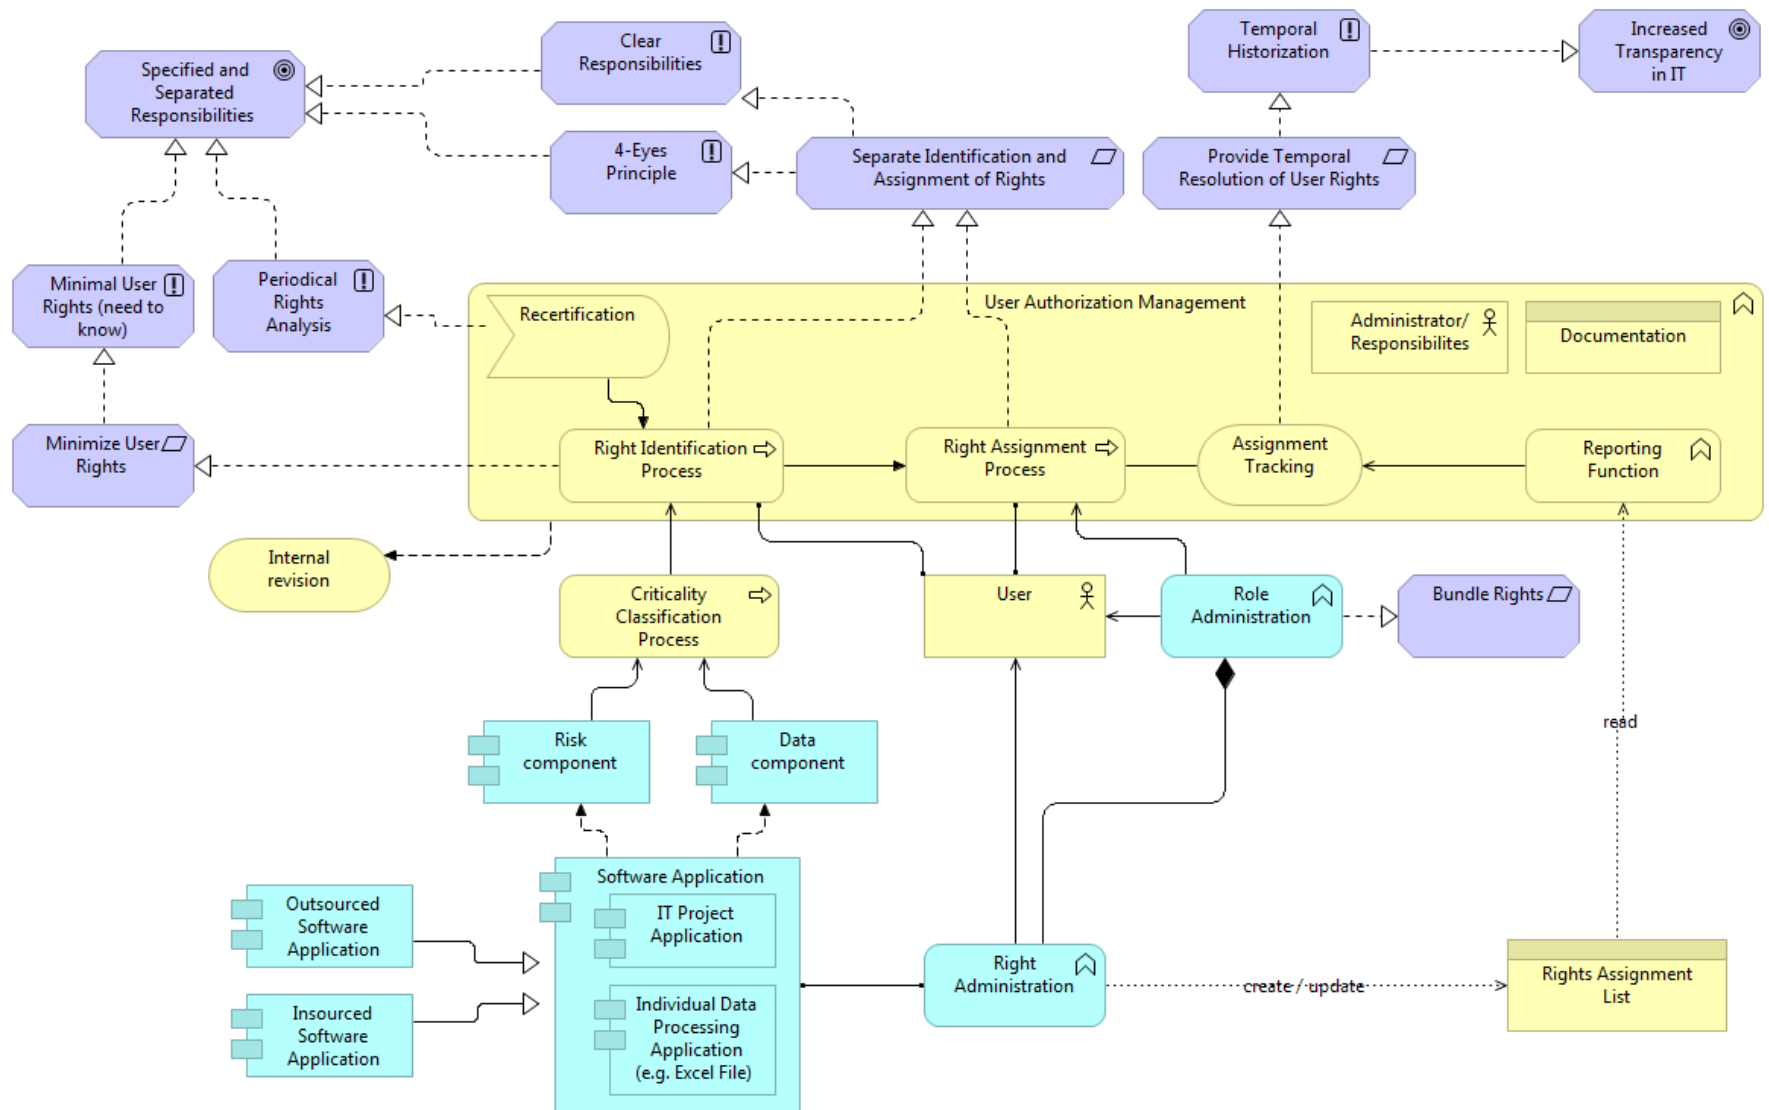 Clear
Responsibilities
Temporal
Historization
Increased
Transparency
in IT
Specified and
Separated
Responsibilities
4-Eyes
Principle
Separate Identification and
Assignment of Rights
Provide Temporal
Resolution of User Rights
Minimal User
Rights (need to
know)
Periodical
Rights
Analysis
User Authorization Management
Recertification
Administrator/
Responsibilites
Documentation
Minimize User
Rights
Right Identification
Process
Right Assignment
Process
Assignment
Tracking
Reporting
Function
Internal
revision
Criticality
Classification
Process
User
Role
Administration
Bundle Rights
Risk
component
Data
component
read
Software Application
Outsourced
Software
Application
IT Project
Application
Insourced
Software
Application
Individual Data
Processing
Application
(e.g. Excel File)
Right
Administration
create / update
Rights Assignment
List